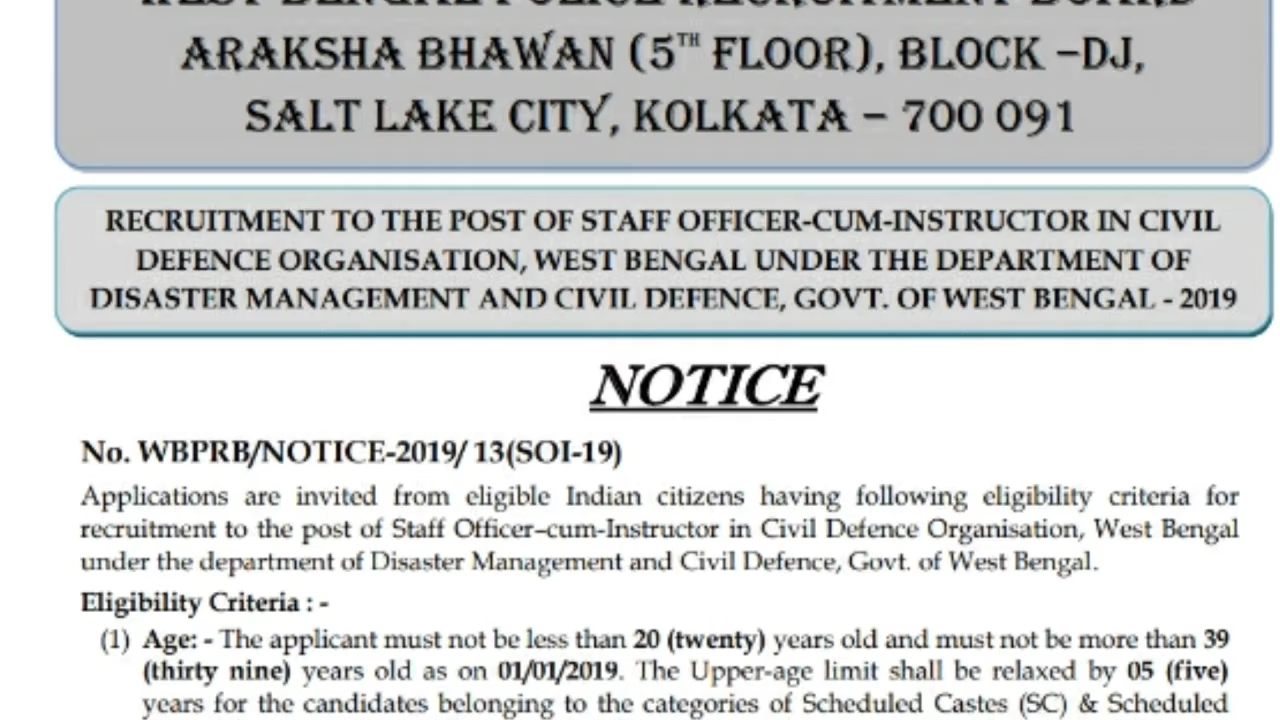 WEST BENGAL POLICE RECRUITMENT BOARD
ARAKSHA BHAWAN (5TH FLOOR), BLOCK –DJ,
SALT LAKE CITY, KOLKATA – 700 091
RECRUITMENT TO THE POST OF STAFF OFFICER-CUM-INSTRUCTOR IN CIVIL
DEFENCE ORGANISATION, WEST BENGAL UNDER THE DEPARTMENT OF
DISASTER MANAGEMENT AND CIVIL DEFENCE, GOVT. OF WEST BENGAL - 2019
NOTICE
No. WBPRB/NOTICE-2019/ 13(SOI-19)
Applications are invited from eligible Indian citizens having following eligibility criteria for
recruitment to the post of Staff Officer–cum-Instructor in Civil Defence Organisation, West Bengal
under the department of Disaster Management and Civil Defence, Govt. of West Bengal.
Eligibility Criteria : -
(1) Age: - The applicant must not be less than 20 (twenty) years old and must not be more than 39
(thirty nine) years old as on 01/01/2019. The Upper-age limit shall be relaxed by 05 (five)
years for the candidates belonging to the categories of Scheduled Castes (SC) & Scheduled